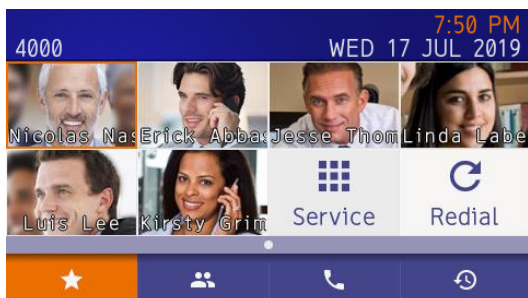 7:50 PM
4000 WED 17 JUL 2019
Nicolas Nas Erick Abbas Jesse Thom Linda Labe
Luis Lee Kirsty Grim Service Redial